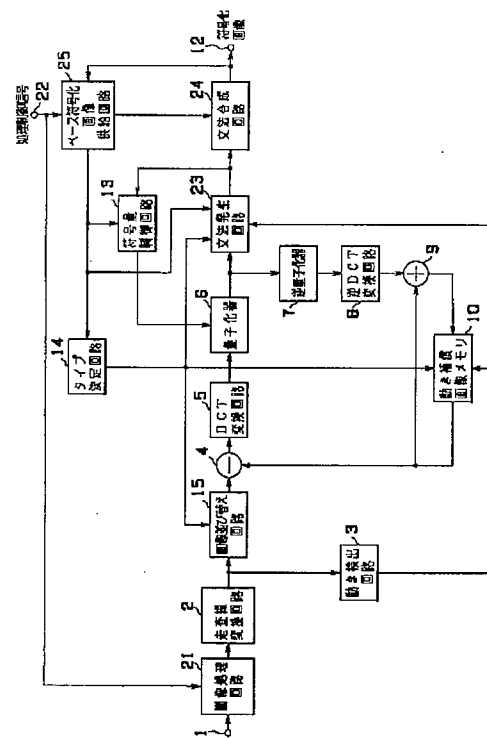 処理制御信号
22
25
ベース符号化
画像
供給回路
符号化
画像
12
24
文法合成
回路
13
符号量
制御回路
23
文法発生
回路
14
タイプ
決定回路
6
量子化器
7
逆量子化器
8
逆DCT
変換回路
9
10
動き補償
画像メモリ
5
DCT
変換回路
4
15
画像並び替え
回路
3
動き検出
回路
2
走査線
変換回路
21
画像処理
回路
1